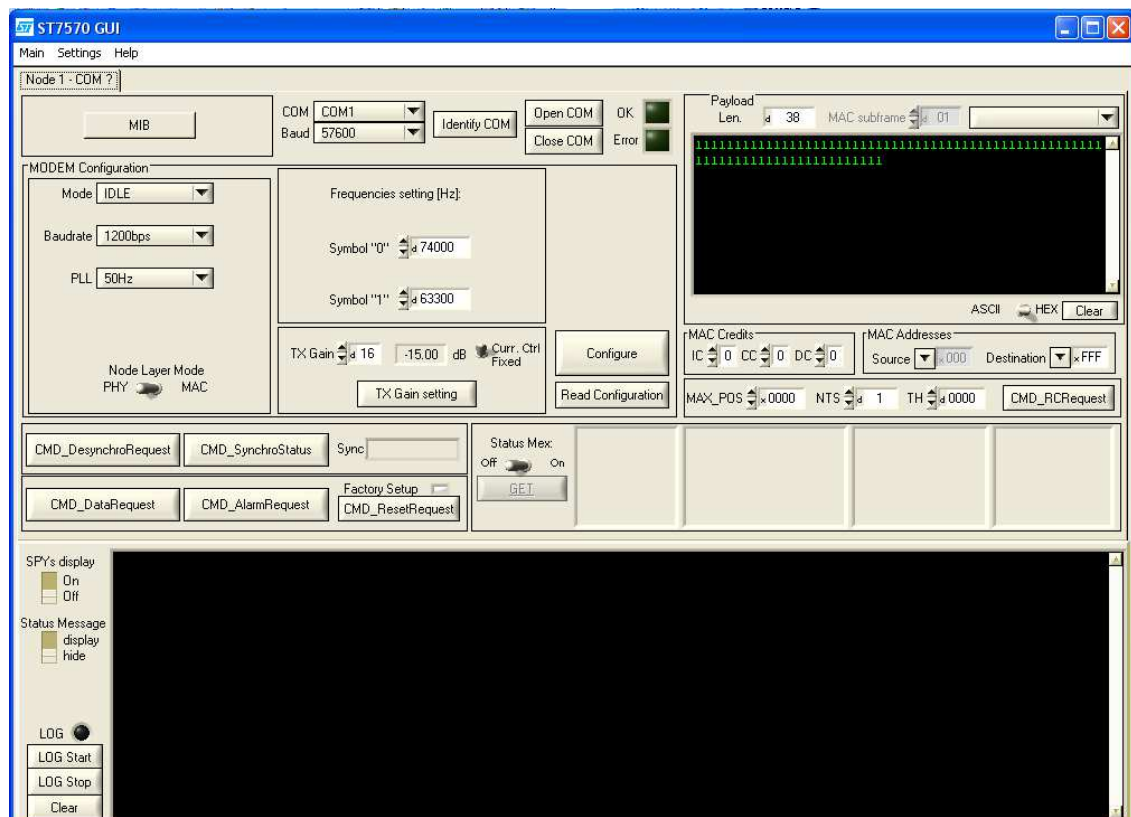 ST7570 GUI
Main Settings Help
Node 1 - COM ?
MIB
COM COM1
Baud 57600
Identify COM
Open COM
Close COM
OK
Error
Payload
Len. d 38 MAC subframe d 01
MODEM Configuration
Mode IDLE
Baudrate 1200bps
PLL 50Hz
Node Layer Mode
PHY MAC
Frequencies setting [Hz]:
Symbol "0" d 74000
Symbol "1" d 63300
TX Gain d 16 -15.00 dB Curr. Ctrl
Fixed
TX Gain setting
Configure
Read Configuration
ASCII HEX Clear
MAC Credits
IC 0 CC 0 DC 0
MAC Addresses
Source x 000 Destination x FFF
MAX_POS x 0000 NTS d 1 TH d 0000 CMD_RCRequest
CMD_DesynchroRequest CMD_SynchroStatus Sync
CMD_DataRequest CMD_AlarmRequest
Factory Setup
CMD_ResetRequest
Status Mex:
Off On
GET
SPY's display
On
Off
Status Message
display
hide
LOG
LOG Start
LOG Stop
Clear